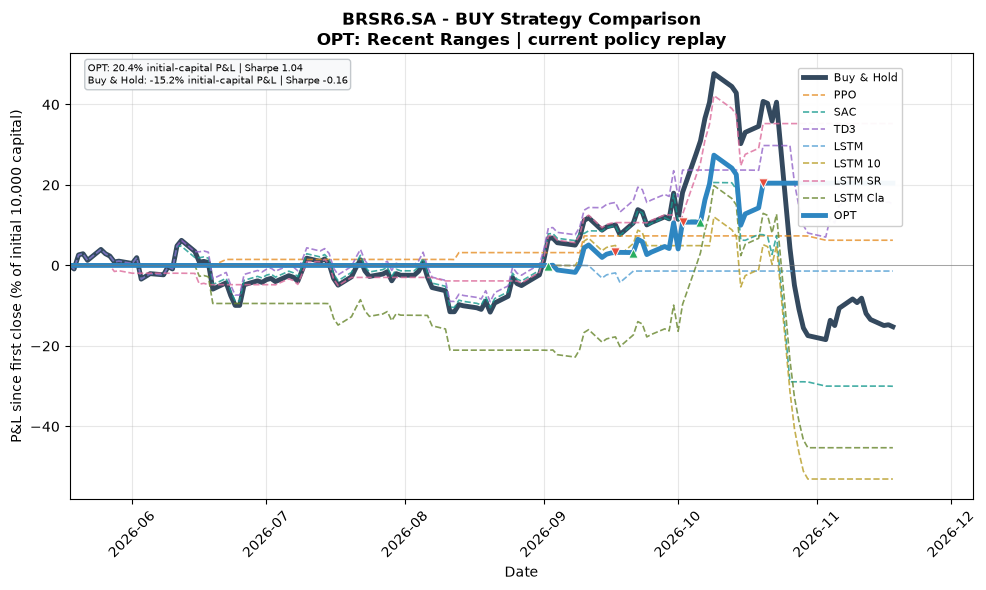 BRSR6.SA - BUY Strategy Comparison
OPT: Recent Ranges | current policy replay
OPT: 20.4% initial-capital P&L | Sharpe 1.04
Buy & Hold: -15.2% initial-capital P&L | Sharpe -0.16
Buy & Hold
PPO
SAC
TD3
LSTM
LSTM 10
LSTM SR
LSTM Cla
OPT
P&L since first close (% of initial 10,000 capital)
40
20
0
−20
−40
2026-06
2026-07
2026-08
2026-09
2026-10
2026-11
2026-12
Date